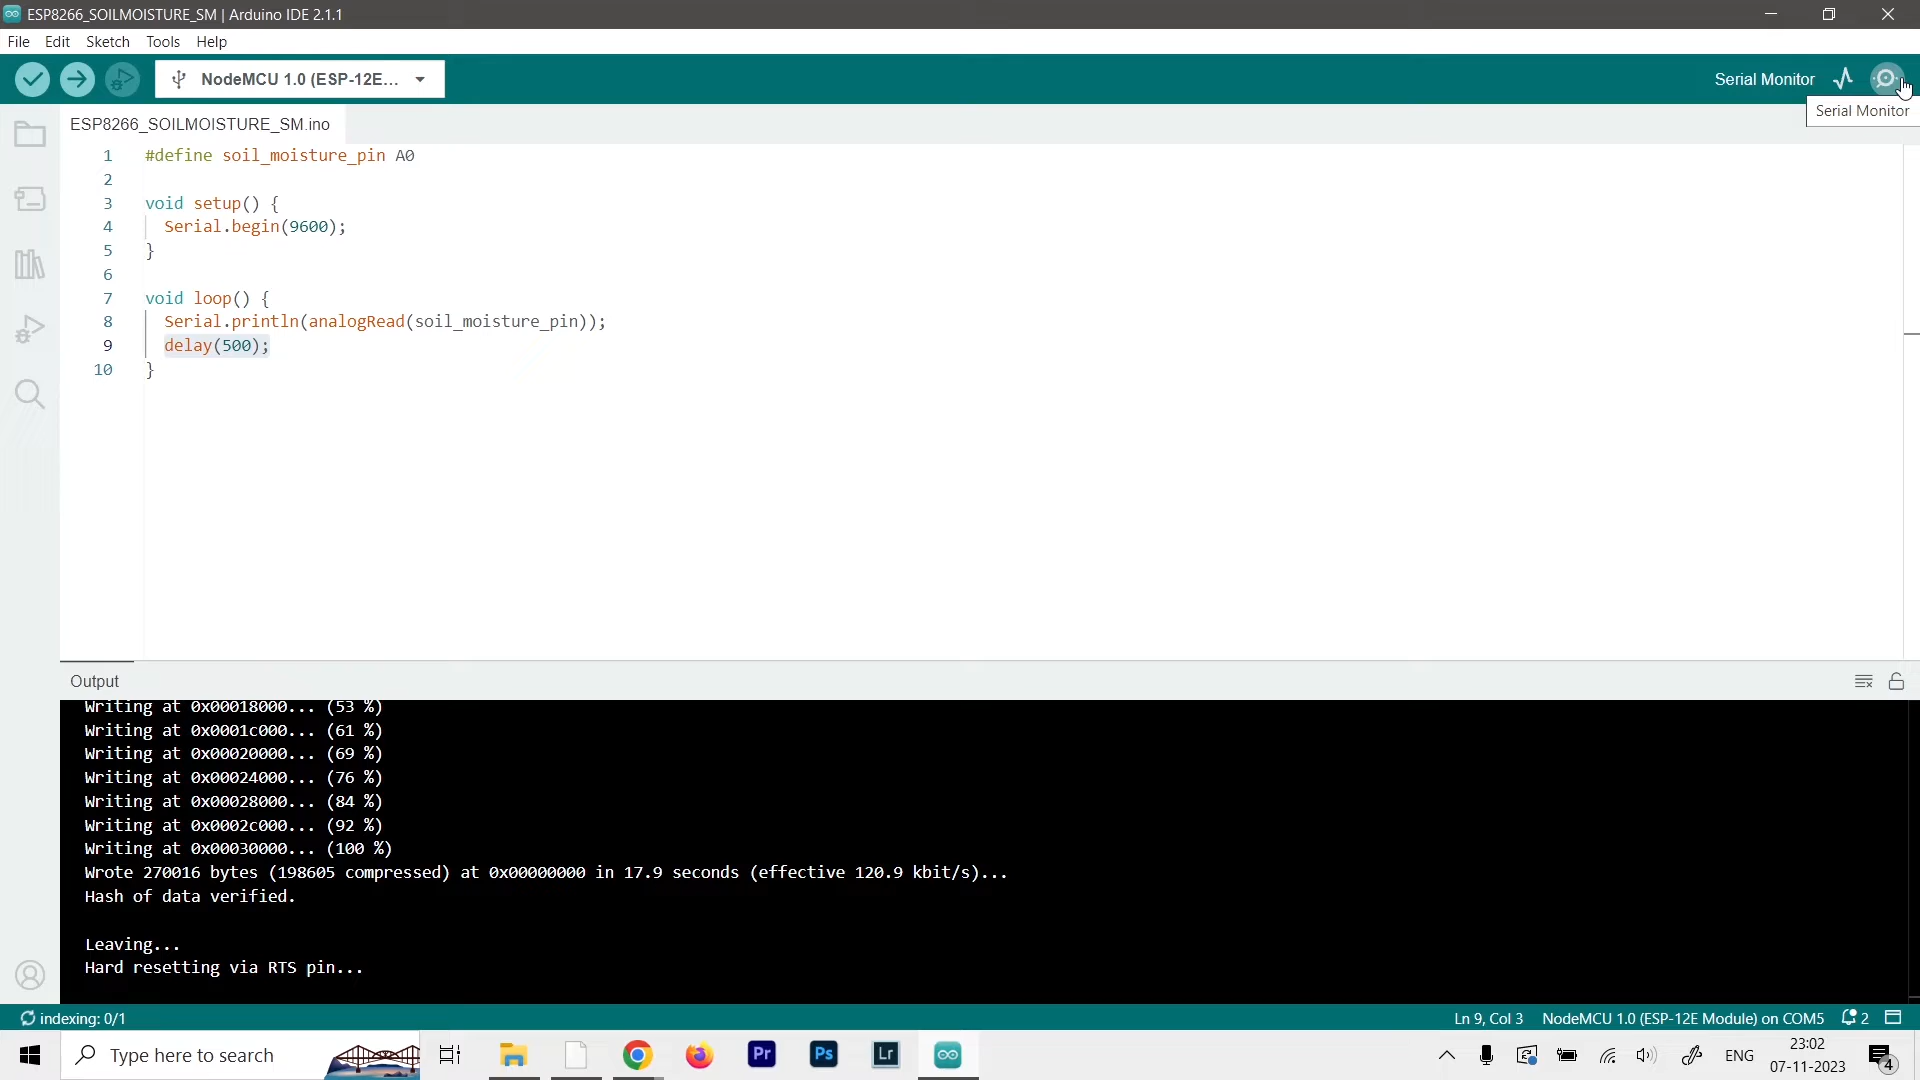 ESP8266_SOILMOISTURE_SM | Arduino IDE 2.1.1
File Edit Sketch Tools Help
NodeMCU 1.0 (ESP-12E...
Serial Monitor
Serial Monitor
ESP8266_SOILMOISTURE_SM.ino
1 #define soil_moisture_pin A0
2
3 void setup() {
4 Serial.begin(9600);
5 }
6
7 void loop() {
8 Serial.println(analogRead(soil_moisture_pin));
9 delay(500);
10 }
Output
Writing at 0x00018000... (53 %)
Writing at 0x0001c000... (61 %)
Writing at 0x00020000... (69 %)
Writing at 0x00024000... (76 %)
Writing at 0x00028000... (84 %)
Writing at 0x0002c000... (92 %)
Writing at 0x00030000... (100 %)
Wrote 270016 bytes (198605 compressed) at 0x00000000 in 17.9 seconds (effective 120.9 kbit/s)...
Hash of data verified.
Leaving...
Hard resetting via RTS pin...
indexing: 0/1
Ln 9, Col 3 NodeMCU 1.0 (ESP-12E Module) on COM5 2
Type here to search
Pr
Ps
Lr
ENG
23:02
07-11-2023
4